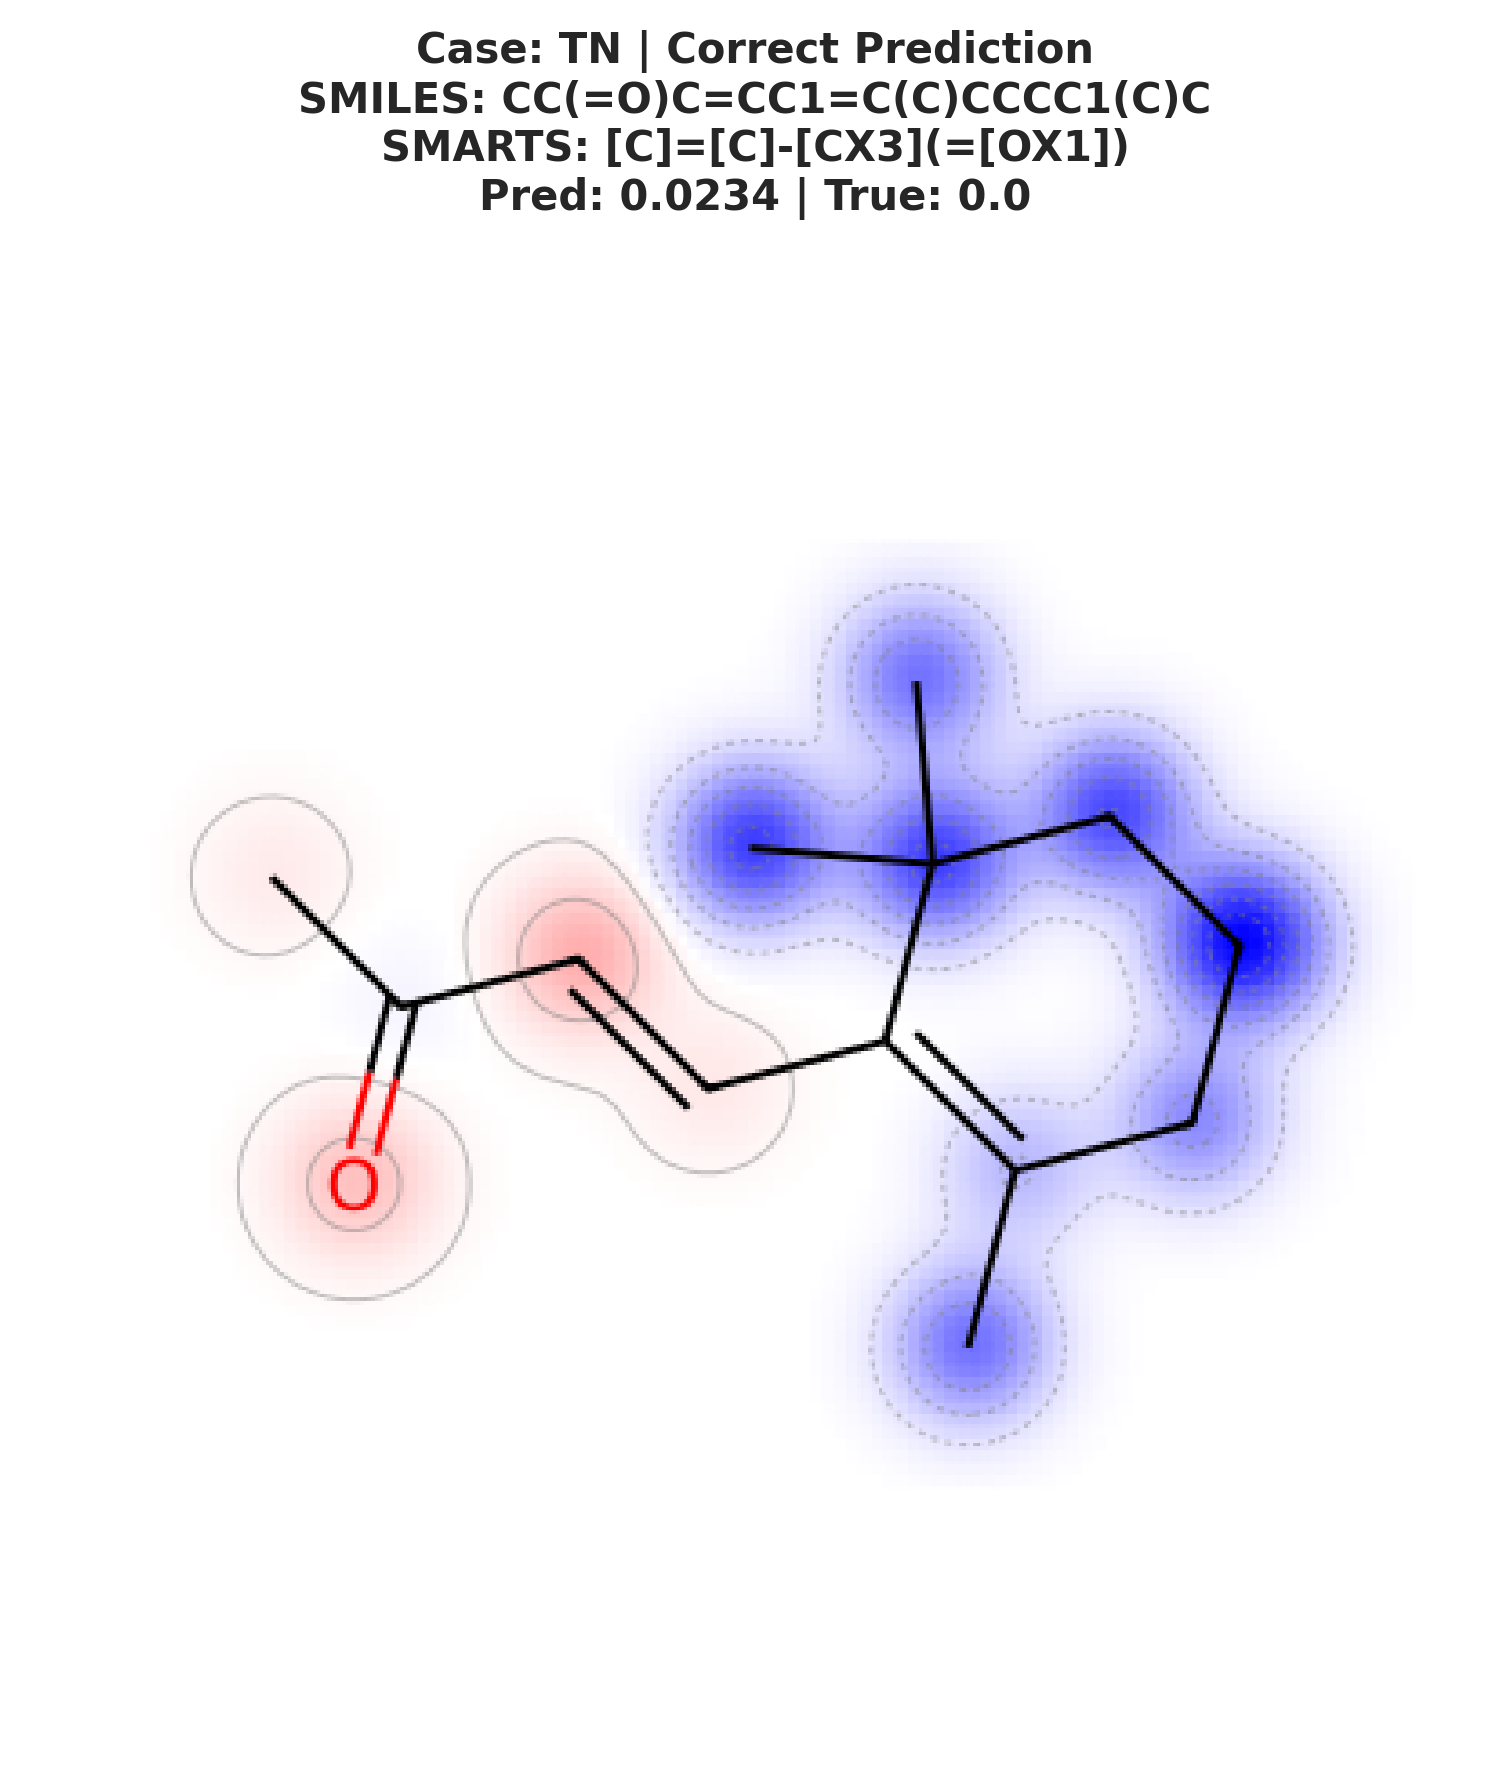 Case: TN | Correct Prediction
SMILES: CC(=O)C=CC1=C(C)CCCC1(C)C
SMARTS: [C]=[C]-[CX3](=[OX1])
Pred: 0.0234 | True: 0.0
O